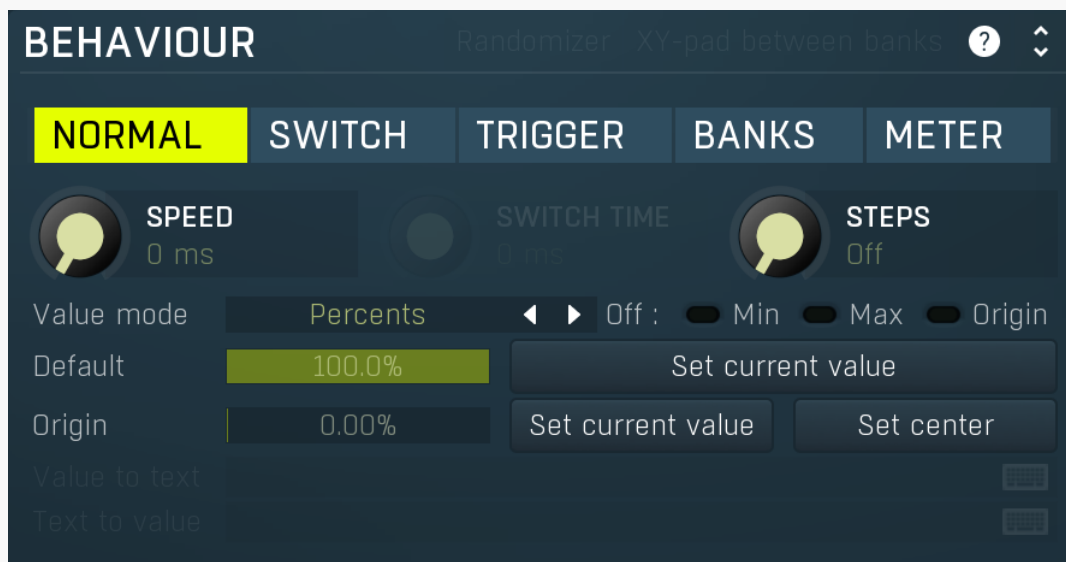 BEHAVIOUR Randomizer XY-pad between banks ?
NORMAL SWITCH TRIGGER BANKS METER
SPEED SWITCH TIME STEPS
0 ms 0 ms Off
Value mode Percents Off : Min Max Origin
Default 100.0% Set current value
Origin 0.00% Set current value Set center
Value to text
Text to value